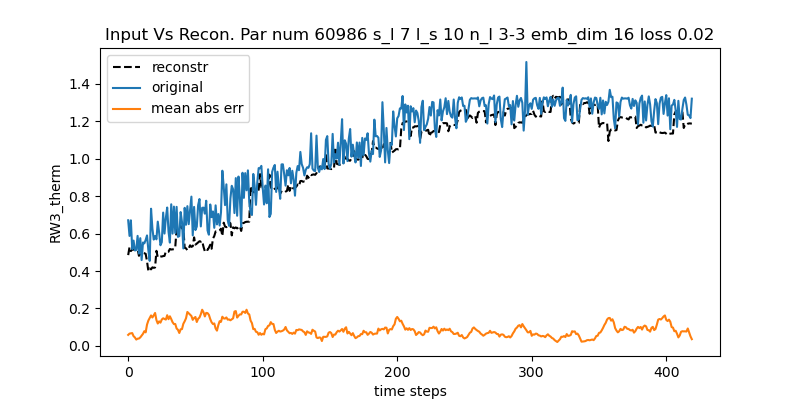 Input Vs Recon. Par num 60986 s_l 7 l_s 10 n_l 3-3 emb_dim 16 loss 0.02
reconstr
original
mean abs err
1.4
1.2
1.0
0.8
0.6
0.4
0.2
0.0
RW3_therm
0 100 200 300 400
time steps